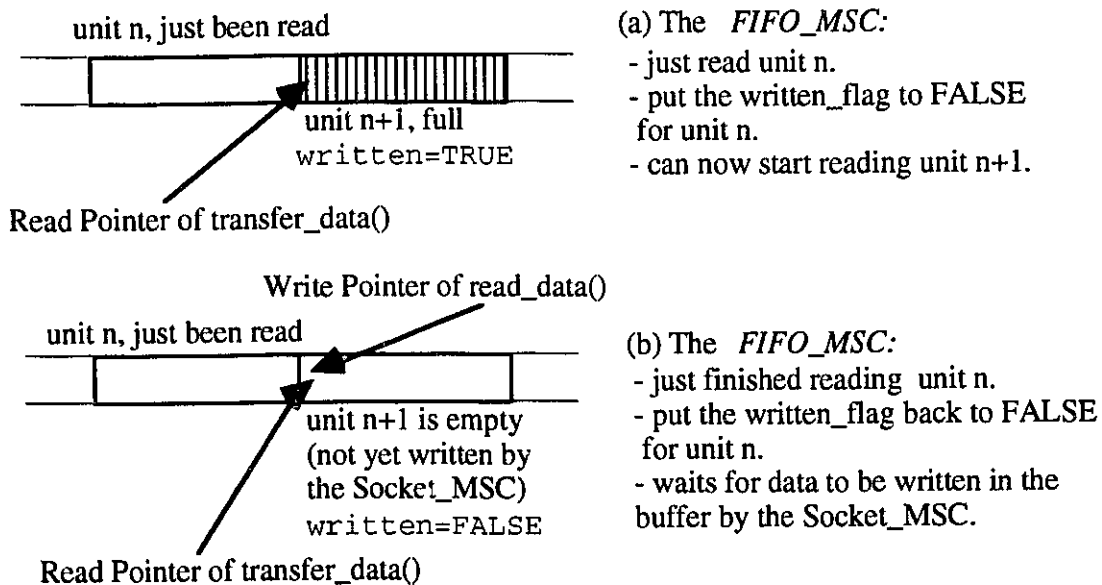 unit n, just been read
unit n+1, full
written=TRUE
Read Pointer of transfer_data()
(a) The FIFO_MSC:
- just read unit n.
- put the written_flag to FALSE
for unit n.
- can now start reading unit n+1.
Write Pointer of read_data()
unit n, just been read
unit n+1 is empty
(not yet written by
the Socket_MSC)
written=FALSE
Read Pointer of transfer_data()
(b) The FIFO_MSC:
- just finished reading unit n.
- put the written_flag back to FALSE
for unit n.
- waits for data to be written in the
buffer by the Socket_MSC.